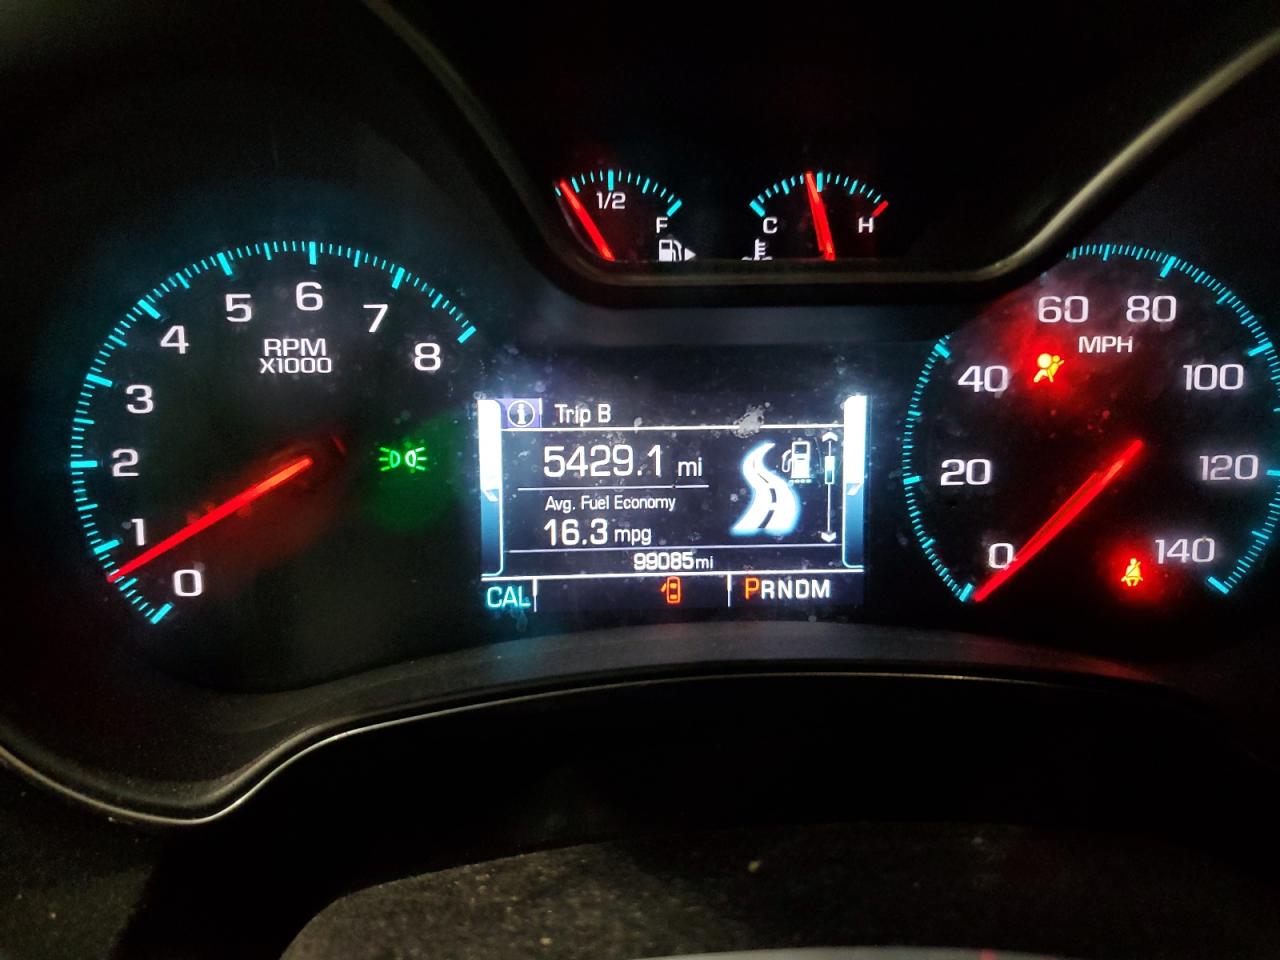 1/2
F
C
H
8
7
6
5
4
3
2
1
0
RPM
X1000
i Trip B
5429.1 mi
Avg. Fuel Economy
16.3 mpg
99085mi
CAL
PRNDM
0
20
40
60
80
100
120
140
MPH